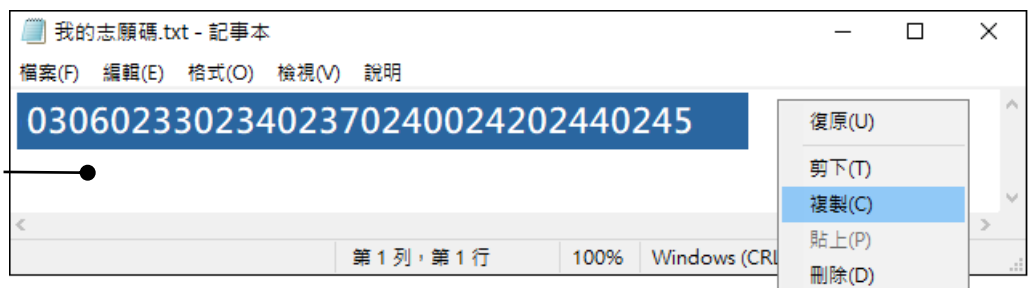 我的志願碼.txt - 記事本
檔案(F) 編輯(E) 格式(O) 檢視(V) 說明
03060233023402370240024202440245
復原(U)
剪下(T)
複製(C)
貼上(P)
刪除(D)
第 1 列，第 1 行 100% Windows (CRL